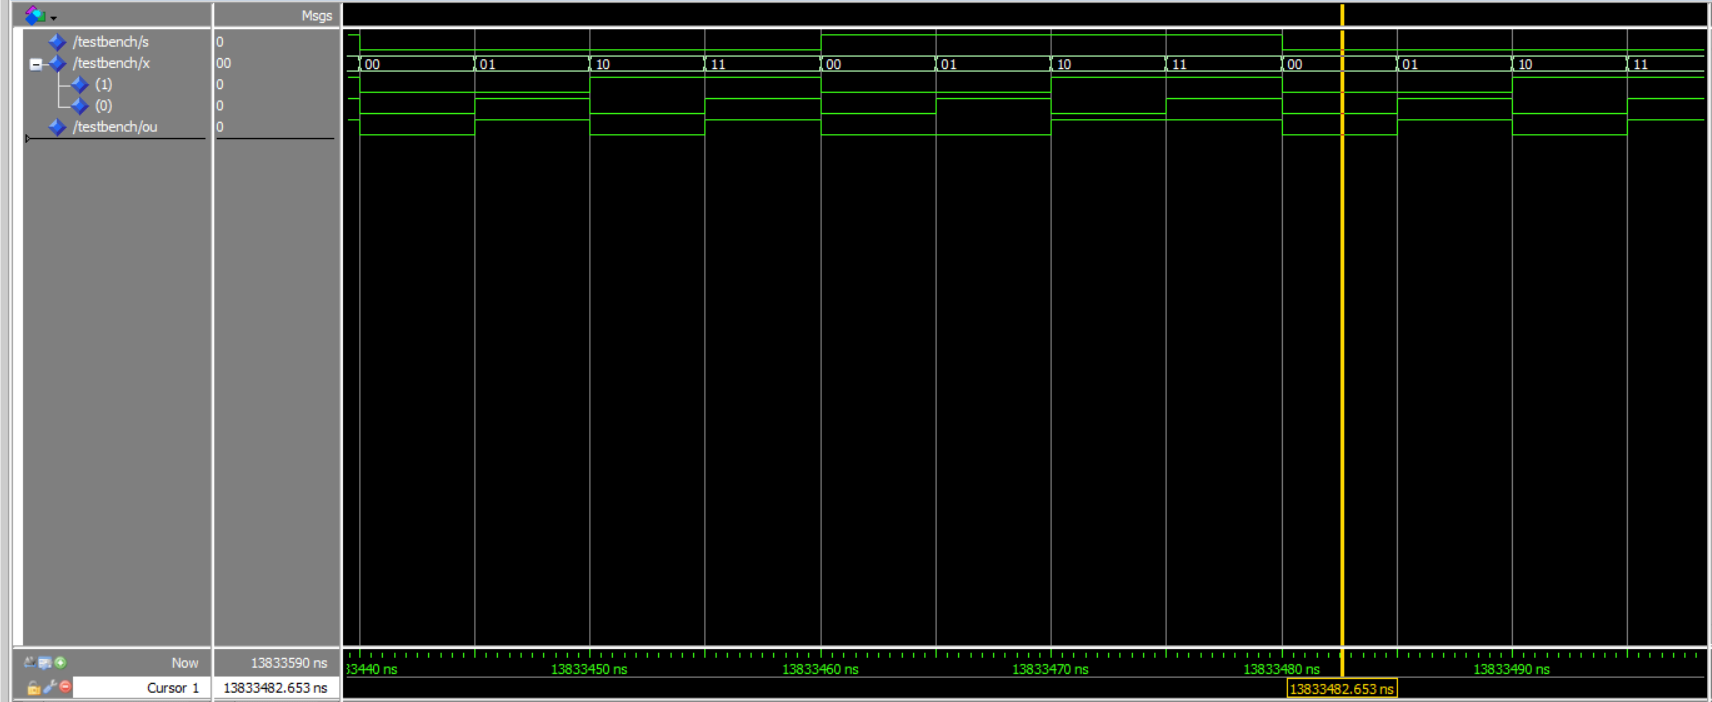 Msgs
/testbench/s 0
/testbench/x 00 00 01 10 11 00 01 10 11 00 01 10 11
(1) 0
(0) 0
/testbench/ou 0
Now 13833590 ns 33440 ns 13833450 ns 13833460 ns 13833470 ns 13833480 ns 13833490 ns
Cursor 1 13833482.653 ns 13833482.653 ns